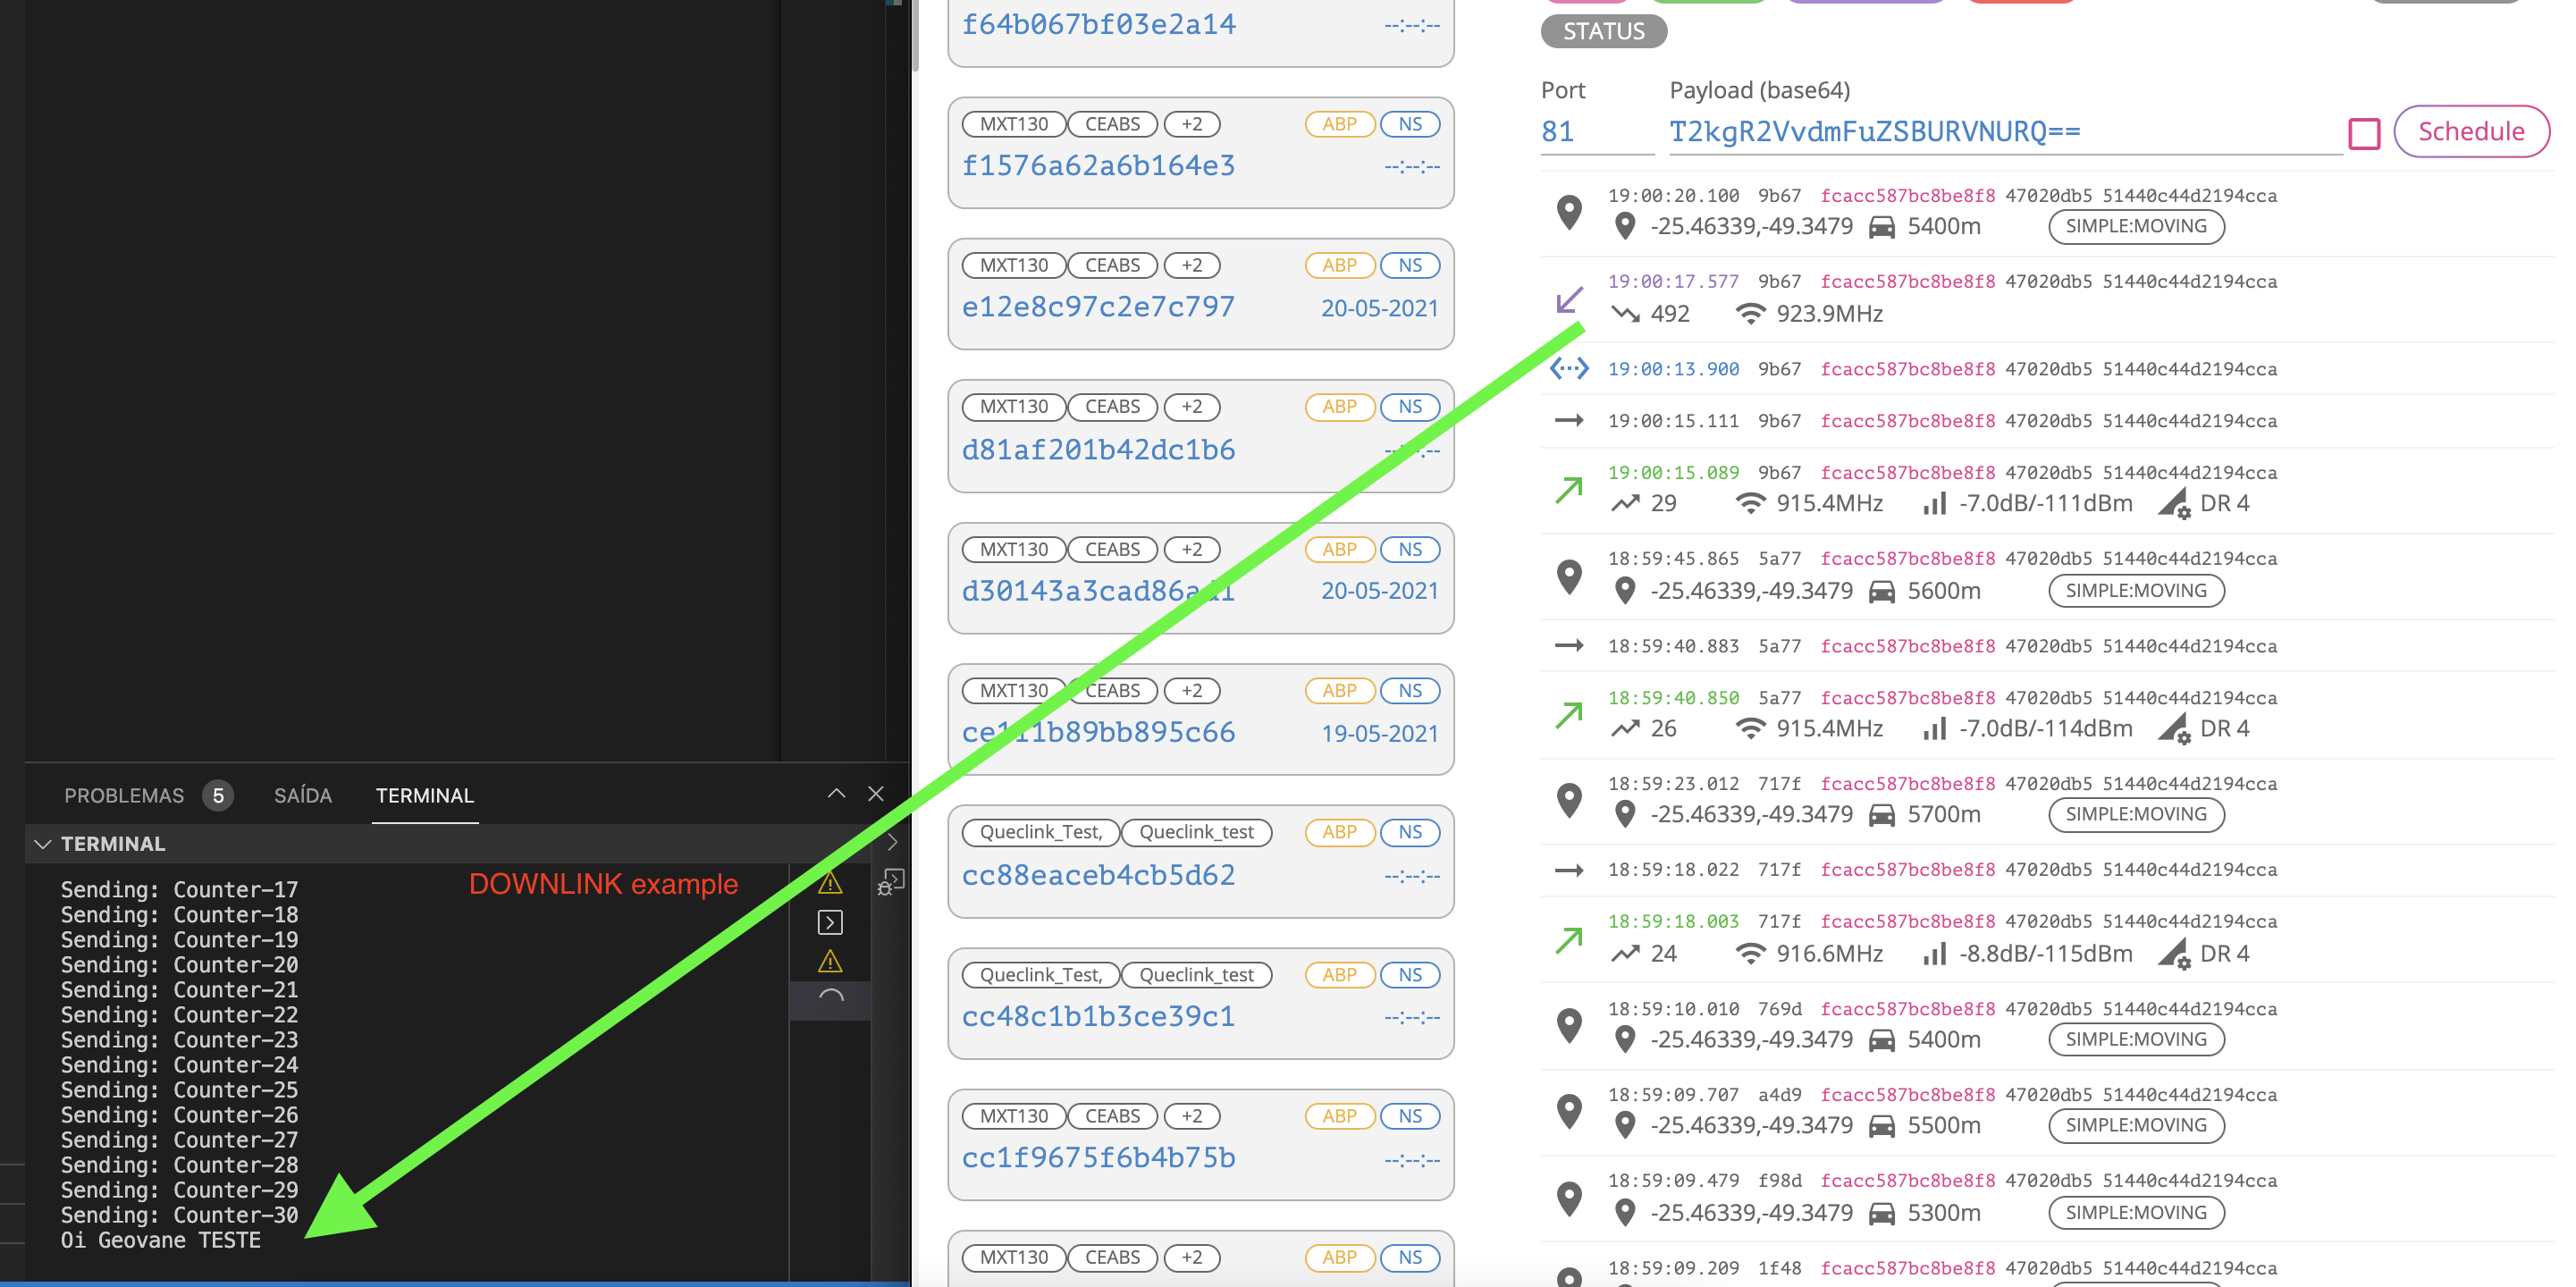 PROBLEMAS 5 SAÍDA TERMINAL
TERMINAL
DOWNLINK example
Sending: Counter-17
Sending: Counter-18
Sending: Counter-19
Sending: Counter-20
Sending: Counter-21
Sending: Counter-22
Sending: Counter-23
Sending: Counter-24
Sending: Counter-25
Sending: Counter-26
Sending: Counter-27
Sending: Counter-28
Sending: Counter-29
Sending: Counter-30
Oi Geovane TESTE
f64b067bf03e2a14 --:--:--
MXT130 CEABS +2 ABP NS
f1576a62a6b164e3 --:--:--
MXT130 CEABS +2 ABP NS
e12e8c97c2e7c797 20-05-2021
MXT130 CEABS +2 ABP NS
d81af201b42dc1b6 --:--:--
MXT130 CEABS +2 ABP NS
20-05-2021
MXT130 CEABS +2 ABP NS
19-05-2021
Queclink_Test, Queclink_test ABP NS
cc88eaceb4cb5d62 --:--:--
Queclink_Test, Queclink_test ABP NS
cc48c1b1b3ce39c1 --:--:--
MXT130 CEABS +2 ABP NS
cc1f9675f6b4b75b --:--:--
MXT130 CEABS +2 ABP NS
STATUS
Port Payload (base64)
81 T2kgR2VvdmFuZSBURVNURQ== Schedule
19:00:20.100 9b67 fcacc587bc8be8f8 47020db5 51440c44d2194cca
-25.46339,-49.3479 5400m SIMPLE:MOVING
19:00:17.577 9b67 fcacc587bc8be8f8 47020db5 51440c44d2194cca
492 923.9MHz
19:00:13.900 9b67 fcacc587bc8be8f8 47020db5 51440c44d2194cca
19:00:15.111 9b67 fcacc587bc8be8f8 47020db5 51440c44d2194cca
19:00:15.089 9b67 fcacc587bc8be8f8 47020db5 51440c44d2194cca
29 915.4MHz -7.0dB/-111dBm DR 4
18:59:45.865 5a77 fcacc587bc8be8f8 47020db5 51440c44d2194cca
-25.46339,-49.3479 5600m SIMPLE:MOVING
18:59:40.883 5a77 fcacc587bc8be8f8 47020db5 51440c44d2194cca
18:59:40.850 5a77 fcacc587bc8be8f8 47020db5 51440c44d2194cca
26 915.4MHz -7.0dB/-114dBm DR 4
18:59:23.012 717f fcacc587bc8be8f8 47020db5 51440c44d2194cca
-25.46339,-49.3479 5700m SIMPLE:MOVING
18:59:18.022 717f fcacc587bc8be8f8 47020db5 51440c44d2194cca
18:59:18.003 717f fcacc587bc8be8f8 47020db5 51440c44d2194cca
24 916.6MHz -8.8dB/-115dBm DR 4
18:59:10.010 769d fcacc587bc8be8f8 47020db5 51440c44d2194cca
-25.46339,-49.3479 5400m SIMPLE:MOVING
18:59:09.707 a4d9 fcacc587bc8be8f8 47020db5 51440c44d2194cca
-25.46339,-49.3479 5500m SIMPLE:MOVING
18:59:09.479 f98d fcacc587bc8be8f8 47020db5 51440c44d2194cca
-25.46339,-49.3479 5300m SIMPLE:MOVING
18:59:09.209 1f48 fcacc587bc8be8f8 47020db5 51440c44d2194cca